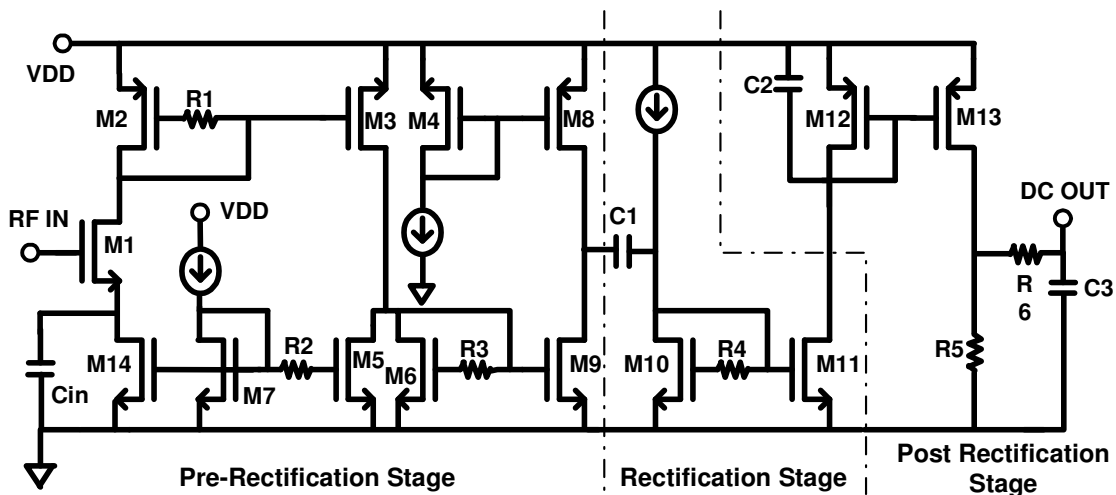 VDD
M2
R1
M3
M4
M8
C2
M12
M13
RF IN
M1
VDD
C1
DC OUT
R
6
C3
M14
Cin
M7
R2
M5
M6
R3
M9
M10
R4
M11
R5
Pre-Rectification Stage
Rectification Stage
Post Rectification
Stage